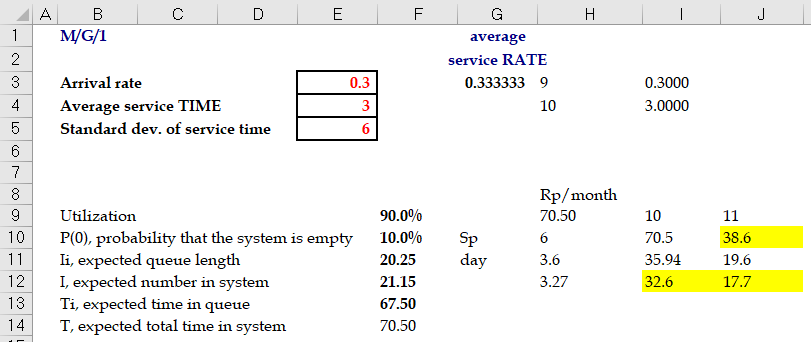 A B C D E F G H I J
1 M/G/1 average
2 service RATE
3 Arrival rate 0.3 0.333333 9 0.3000
4 Average service TIME 3 10 3.0000
5 Standard dev. of service time 6
6
7
8 Rp/month
9 Utilization 90.0% 70.50 10 11
10 P(0), probability that the system is empty 10.0% Sp 6 70.5 38.6
11 Ii, expected queue length 20.25 day 3.6 35.94 19.6
12 I, expected number in system 21.15 3.27 32.6 17.7
13 Ti, expected time in queue 67.50
14 T, expected total time in system 70.50